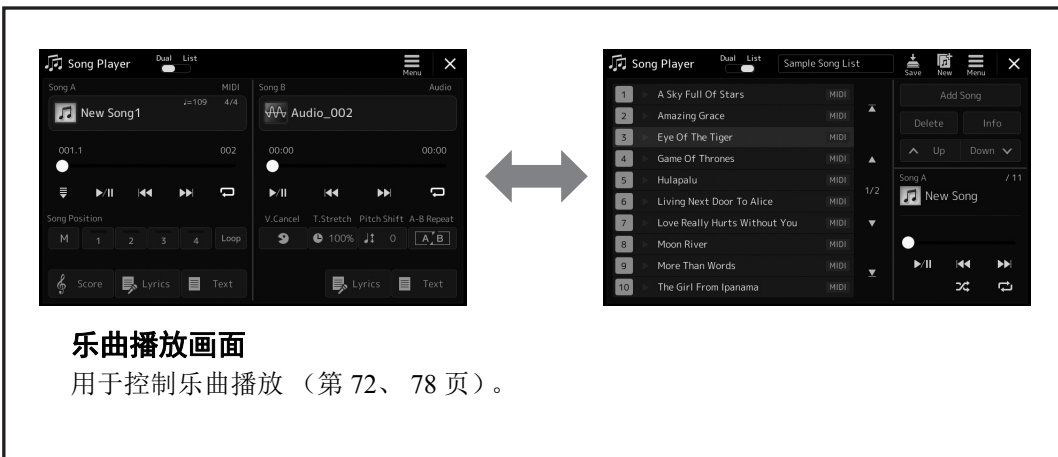 Song Player
Dual List
Menu
Song A MIDI
New Song1
♩=109 4/4
001.1 002
Song Position
M 1 2 3 4 Loop
Score Lyrics Text
Song B Audio
Audio_002
00:00 00:00
V.Cancel T.Stretch Pitch Shift A-B Repeat
100% 0 A B
Lyrics Text
Song Player
Dual List
Sample Song List
Save New Menu
1 A Sky Full Of Stars MIDI
2 Amazing Grace MIDI
3 Eye Of The Tiger MIDI
4 Game Of Thrones MIDI
5 Hulapalu MIDI
6 Living Next Door To Alice MIDI
7 Love Really Hurts Without You MIDI
8 Moon River MIDI
9 More Than Words MIDI
10 The Girl From Ipanama MIDI
1/2
Add Song
Delete Info
Up Down
Song A / 11
New Song
乐曲播放画面
用于控制乐曲播放 （第 72、 78 页）。